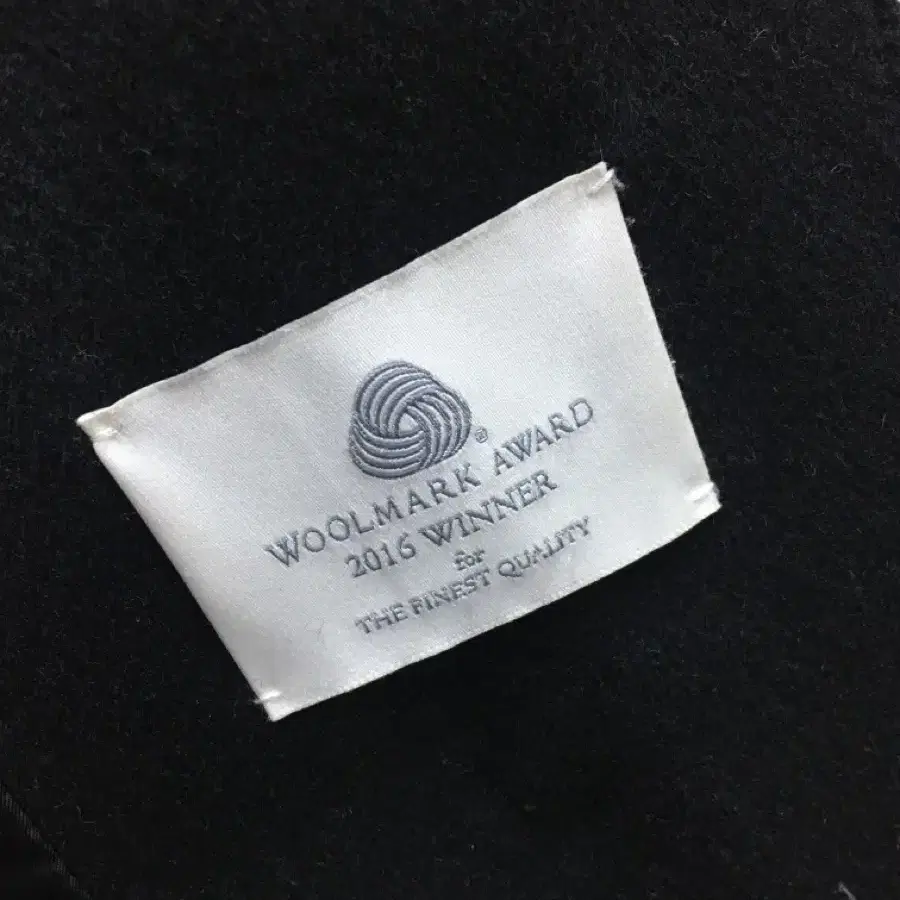 ®
WOOLMARK AWARD
2016 WINNER
for
THE FINEST QUALITY